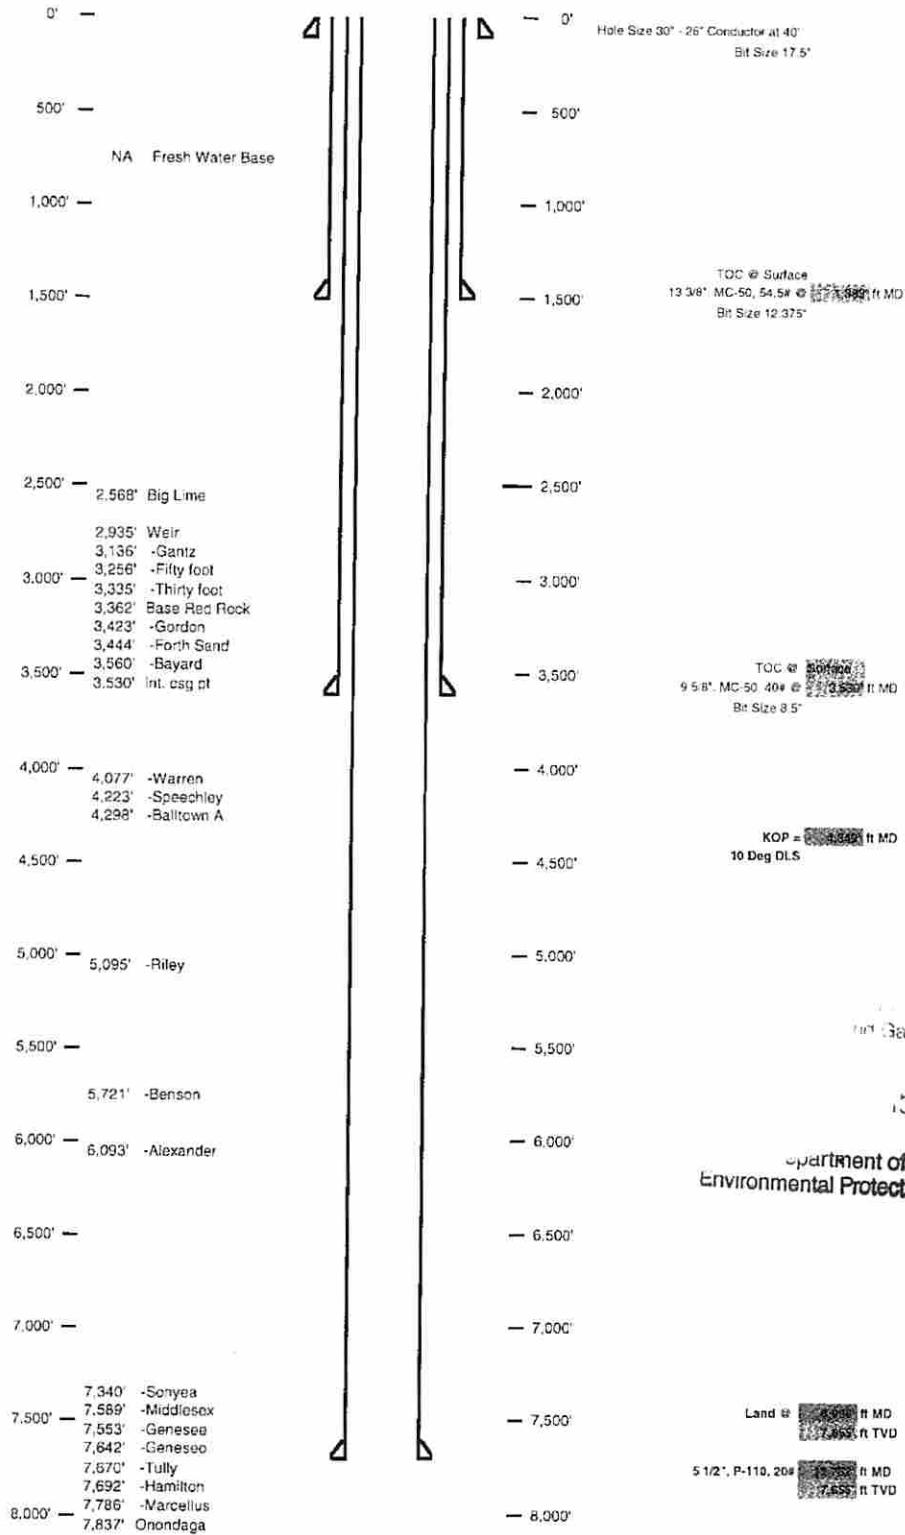 0'
0'
Hole Size 30" - 26" Conductor at 40'
Bit Size 17.5"
500'
500'
NA Fresh Water Base
1,000'
1,000'
TOC @ Surface
1,500'
1,500'
13 3/8". MC-50, 54.5# @ ft MD
Bit Size 12.375"
2,000'
2,000'
2,500'
2,500'
2,568' Big Lime
2,935' Weir
3,136' -Gantz
3,256' -Fifty foot
3,000'
3,000'
3,335' -Thirty foot
3,362' Base Red Rock
3,423' -Gordon
3,444' -Forth Sand
3,560' -Bayard
3,500'
3,500'
3,530' Int. csg pt
TOC @ Surface
9 5/8". MC-50, 40# @ 3,530' ft MD
Bit Size 8.5"
4,000'
4,000'
4,077' -Warren
4,223' -Speechley
4,298' -Balltown A
KOP = ft MD
10 Deg DLS
4,500'
4,500'
5,000'
5,000'
5,095' -Riley
5,500'
5,500'
5,721' -Benson
6,000'
6,000'
6,093' -Alexander
partment of
Environmental Protect
6,500'
6,500'
7,000'
7,000'
7,340' -Sonyea
7,589' -Middlesex
7,500'
7,500'
7,553' -Genesee
7,642' -Geneseo
7,670' -Tully
7,692' -Hamilton
7,786' -Marcellus
7,837' Onondaga
Land @ ft MD
7,655' ft TVD
5 1/2", P-110, 20# ft MD
7,655' ft TVD
8,000'
8,000'